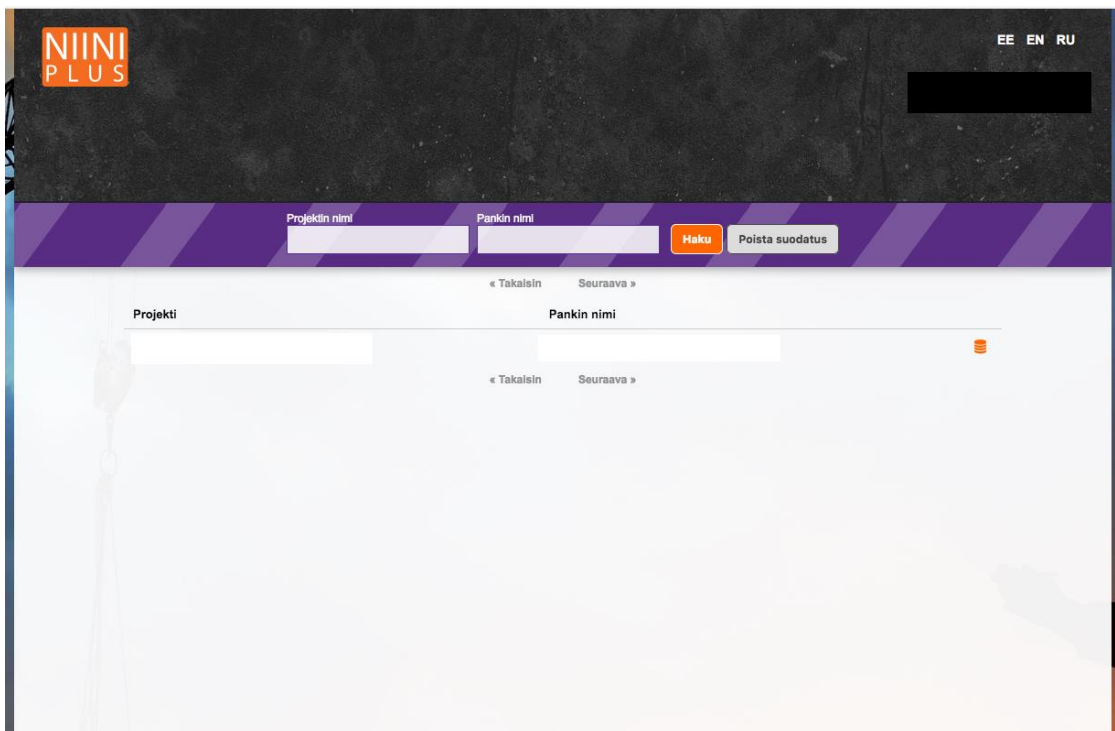 NIINI
PLUS
EE EN RU
Projektin nimi Pankin nimi
Haku Poista suodatus
« Takaisin Seuraava »
Projekti Pankin nimi
« Takaisin Seuraava »